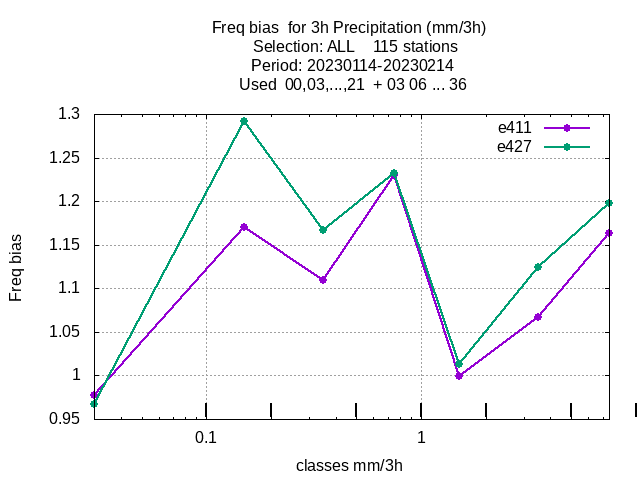 Freq bias  for 3h Precipitation (mm/3h)
Selection: ALL    115 stations
Period: 20230114-20230214
Used  00,03,...,21  + 03 06 ... 36
e411
e427
1.3
1.25
1.2
1.15
1.1
1.05
1
0.95
Freq bias
0.1
1
classes mm/3h